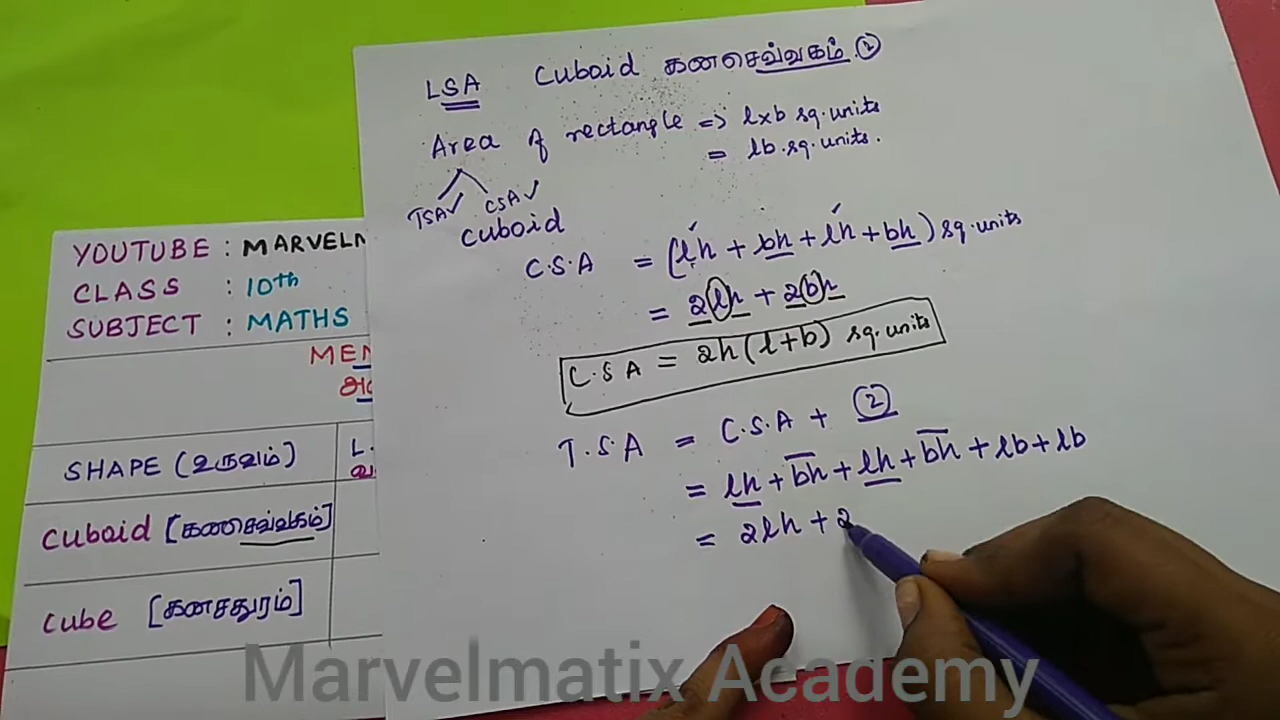 LSA Cuboid கனசெவ்வகம் ②
Area of rectangle => l×b sq.units
= lb.sq.units.
TSA✓ CSA✓
cuboid
C.S.A = (lh + bh + lh + bh) sq.units
= 2lh + 2bh
C.S.A = 2h(l+b) sq.units
T.S.A = C.S.A + ②
= lh + bh + lh + bh + lb + lb
= 2lh + 2
YOUTUBE : MARVELM
CLASS : 10th
SUBJECT : MATHS
MEN
அ
SHAPE (உருவம்) L.
Cuboid [கனசெவ்வகம்]
Cube [கனசதுரம்]
Marvelmatix Academy